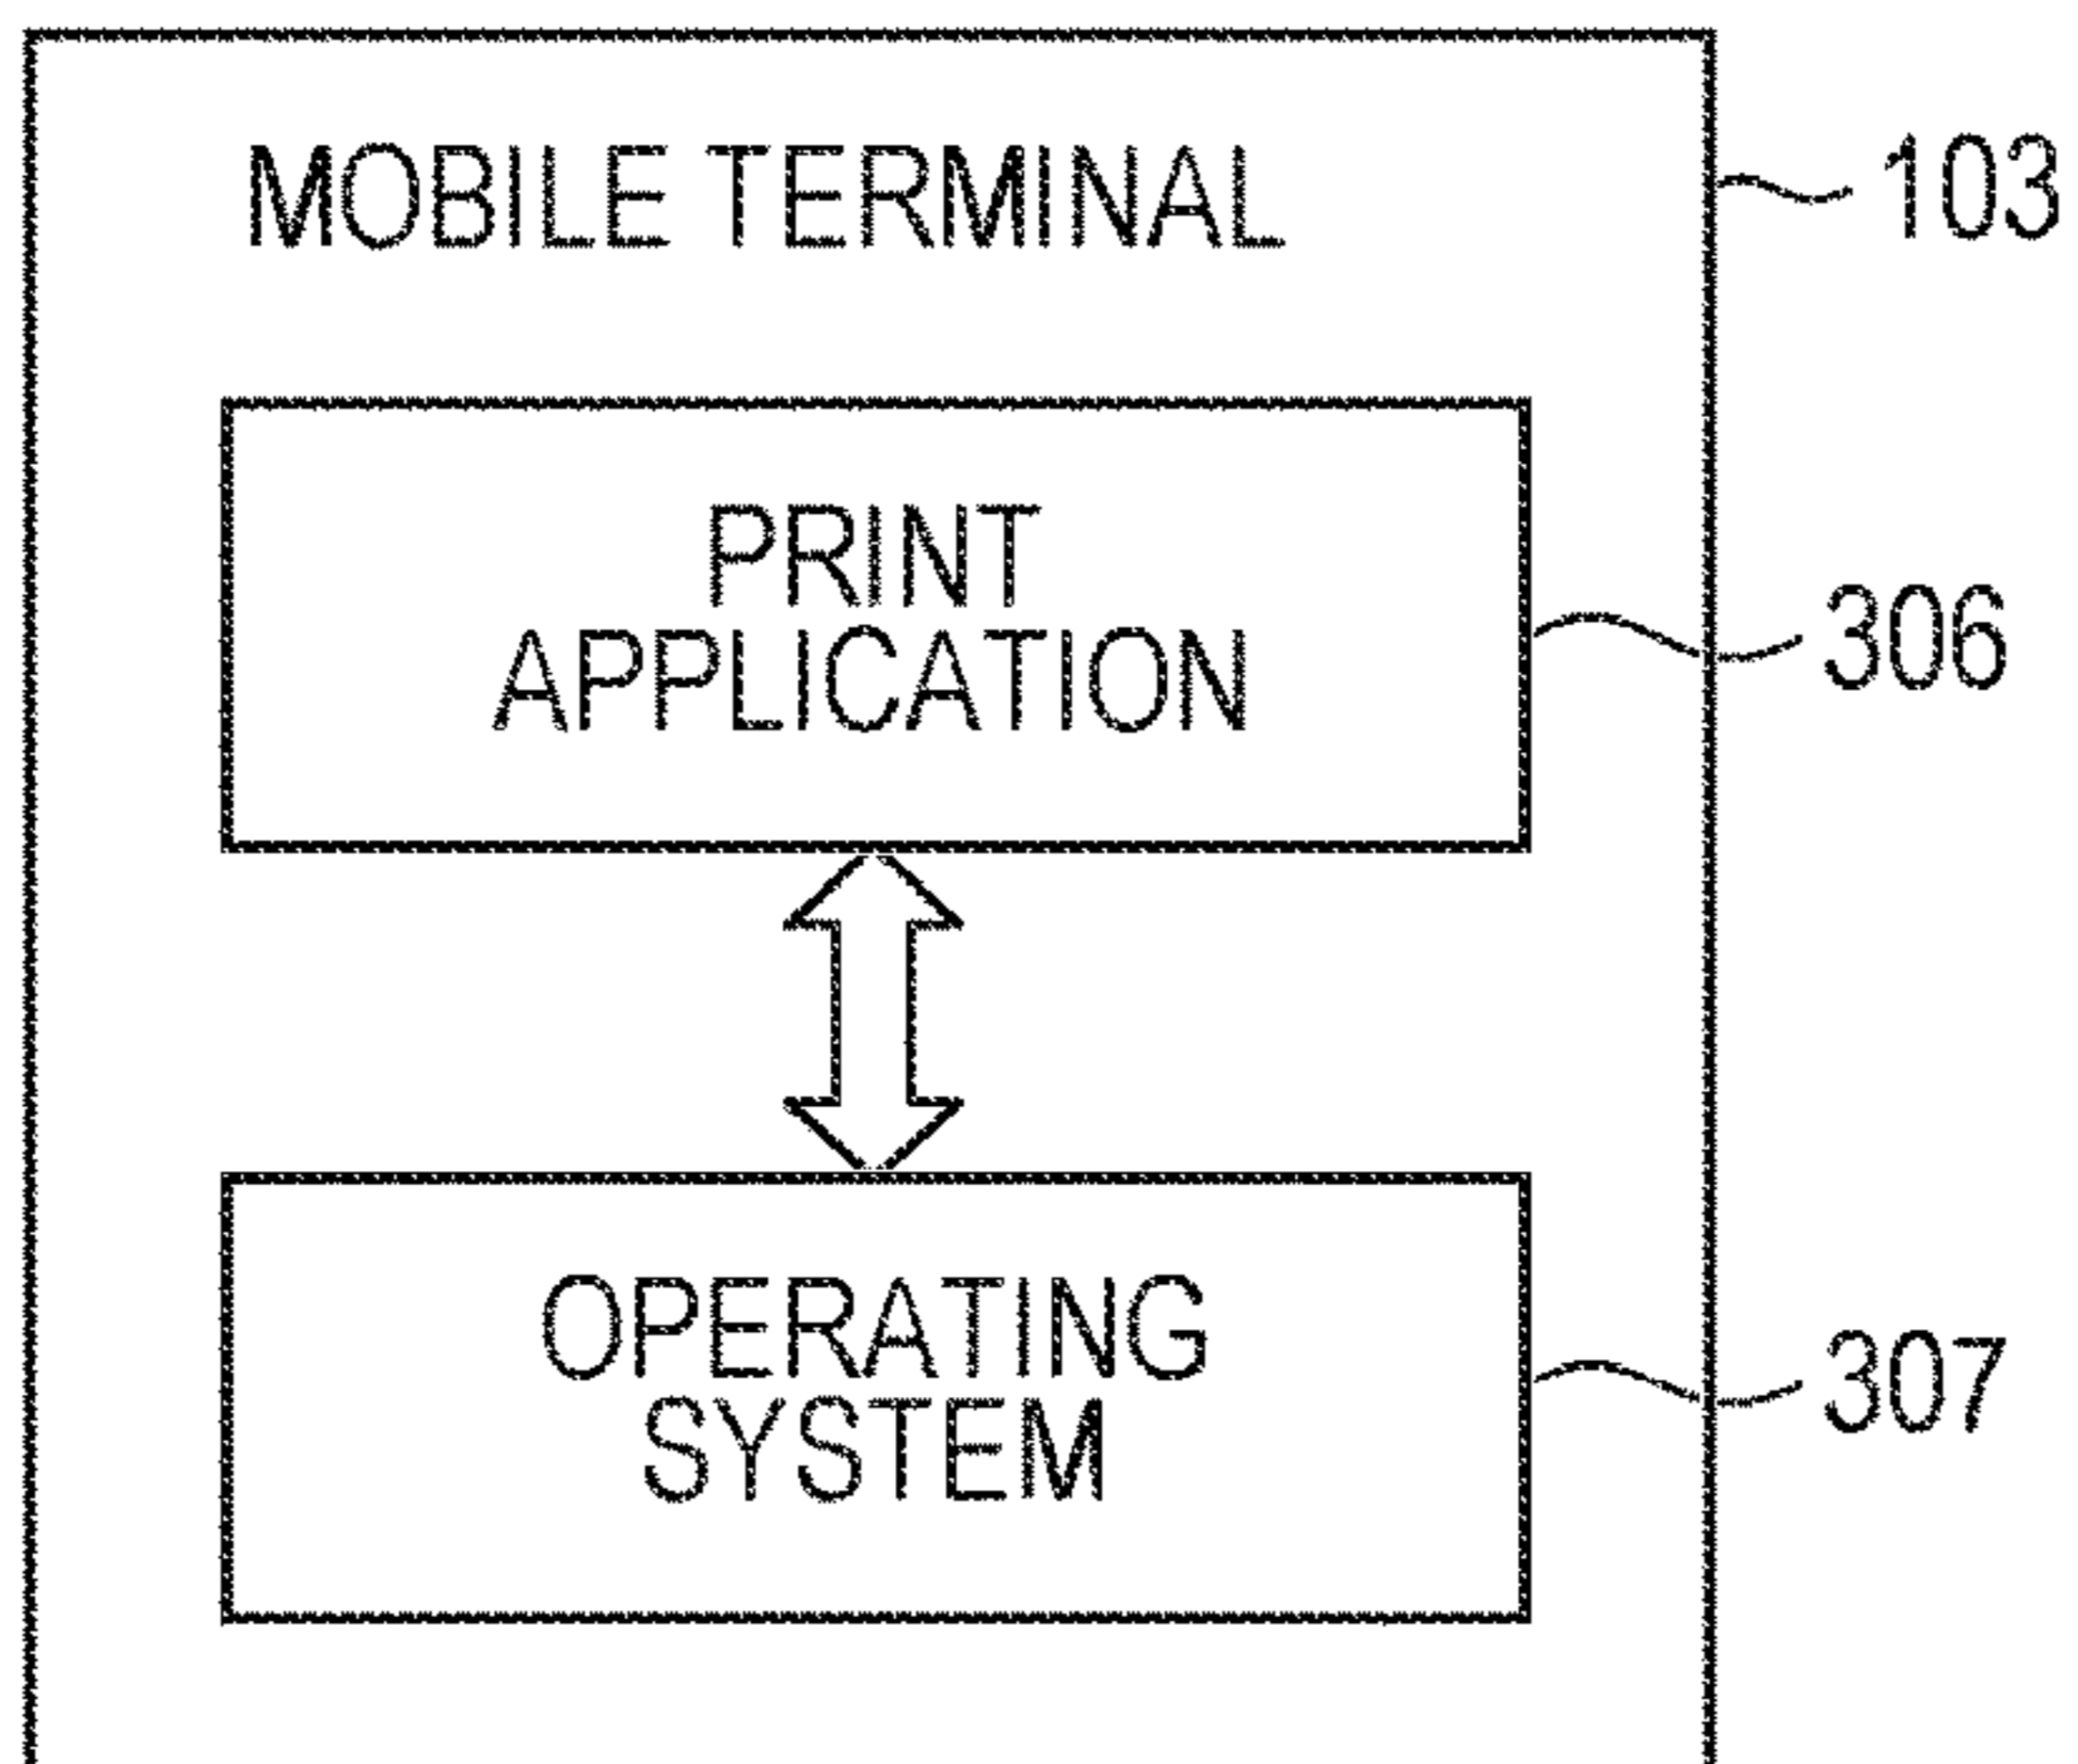 MOBILE TERMINAL
103
PRINT
APPLICATION
306
OPERATING
SYSTEM
307